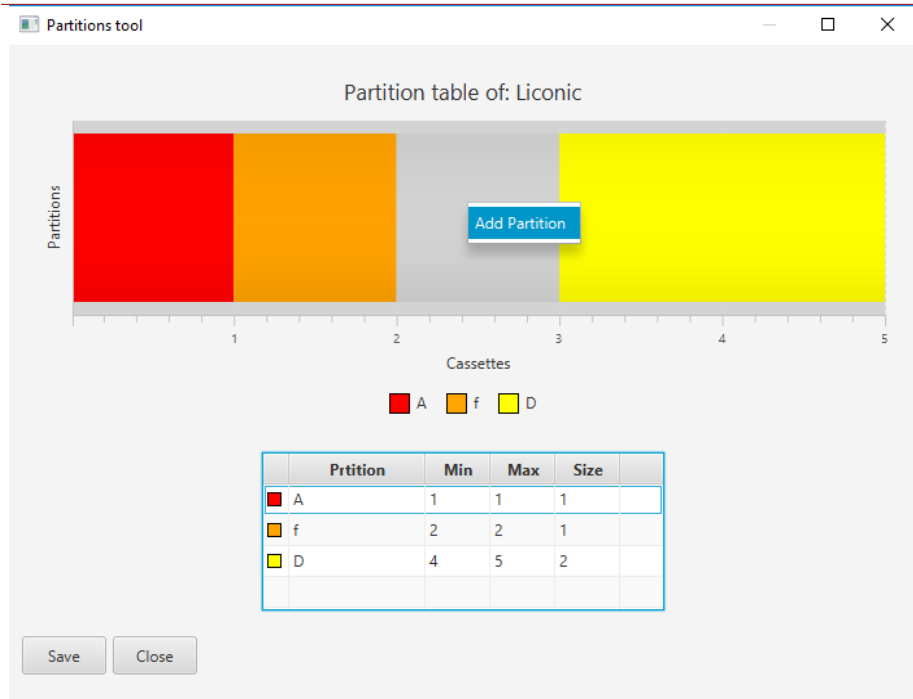 Partitions tool
Partition table of: Liconic
Partitions
Add Partition
1 2 3 4 5
Cassettes
A f D
Prtition Min Max Size
A 1 1 1
f 2 2 1
D 4 5 2
Save Close